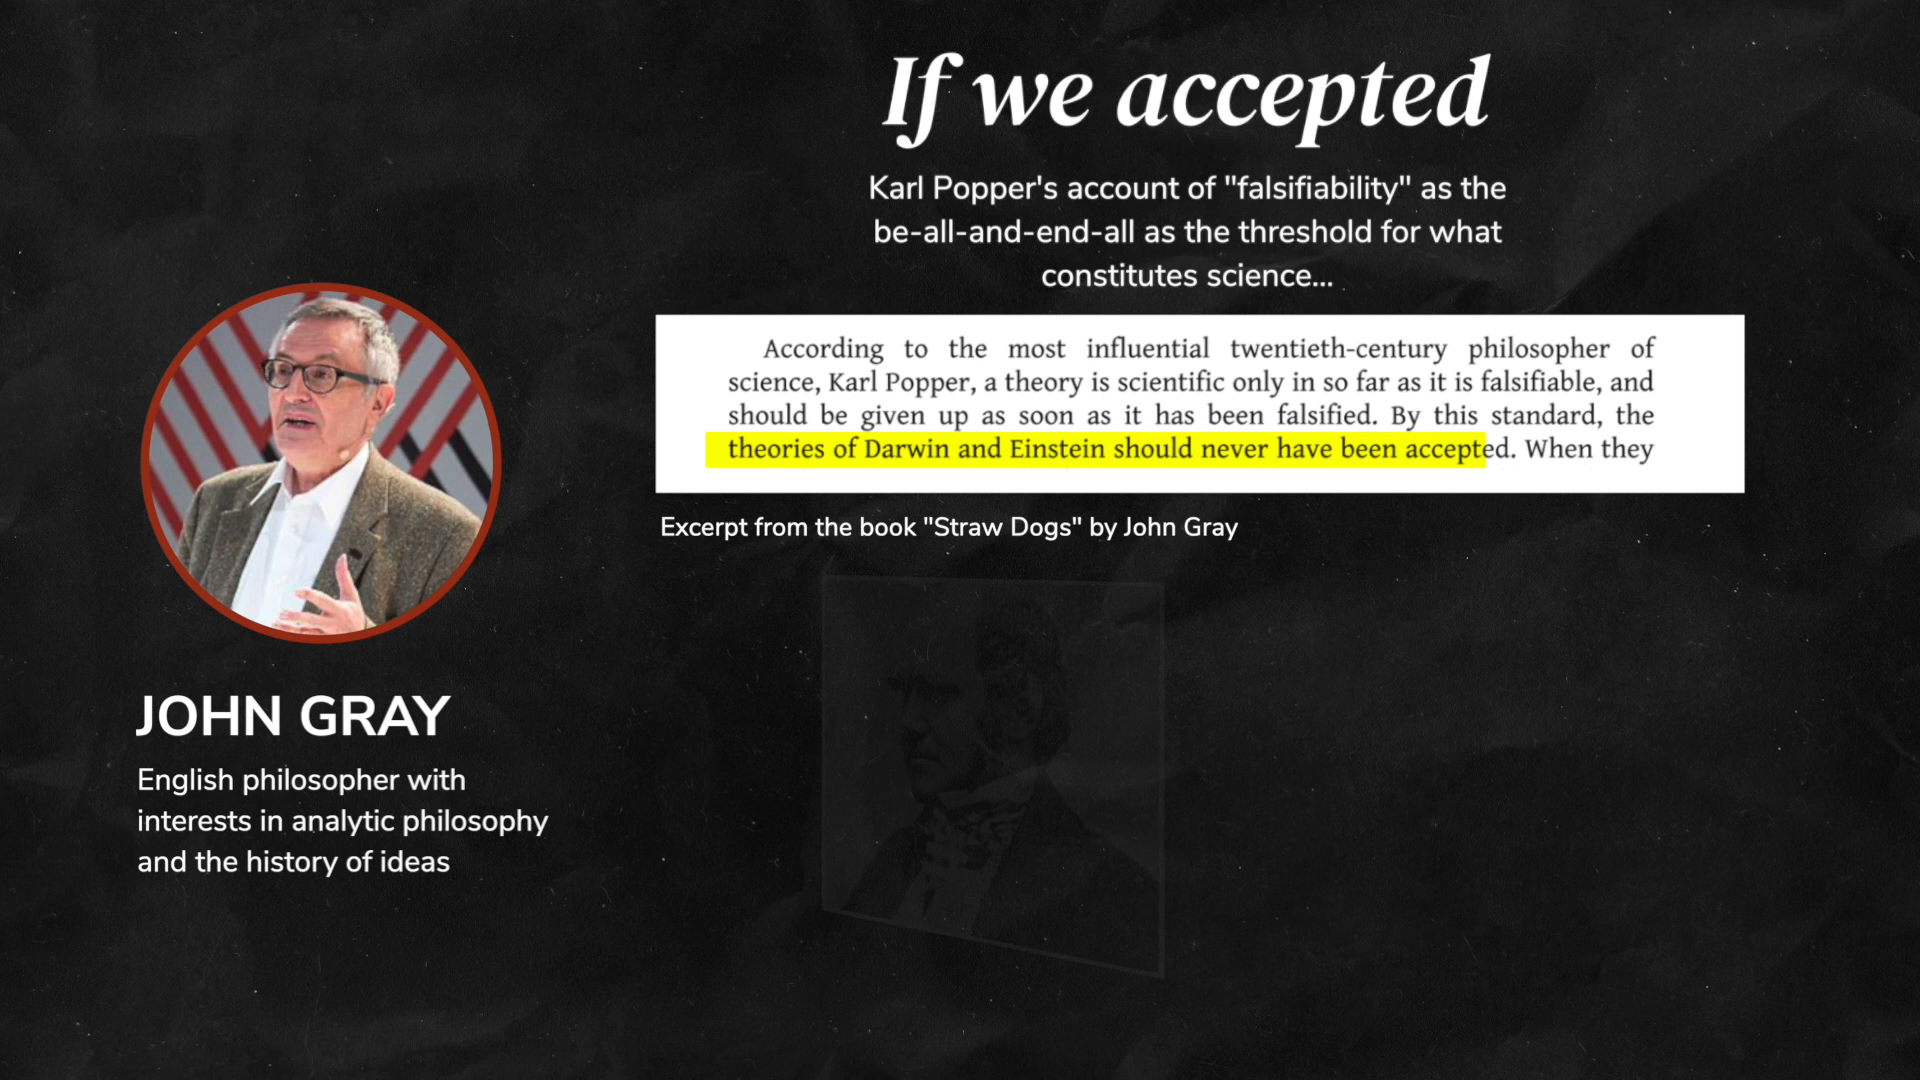 If we accepted
Karl Popper's account of "falsifiability" as the
be-all-and-end-all as the threshold for what
constitutes science...
According to the most influential twentieth-century philosopher of
science, Karl Popper, a theory is scientific only in so far as it is falsifiable, and
should be given up as soon as it has been falsified. By this standard, the
theories of Darwin and Einstein should never have been accepted. When they
Excerpt from the book "Straw Dogs" by John Gray
JOHN GRAY
English philosopher with
interests in analytic philosophy
and the history of ideas